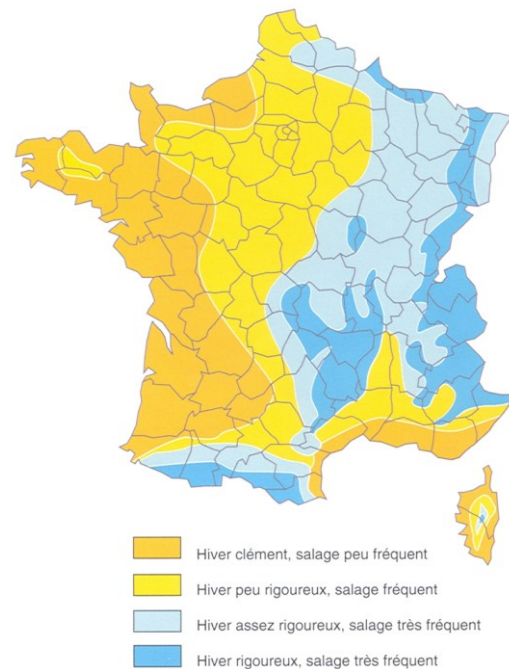 Hiver clément, salage peu fréquent
Hiver peu rigoureux, salage fréquent
Hiver assez rigoureux, salage très fréquent
Hiver rigoureux, salage très fréquent